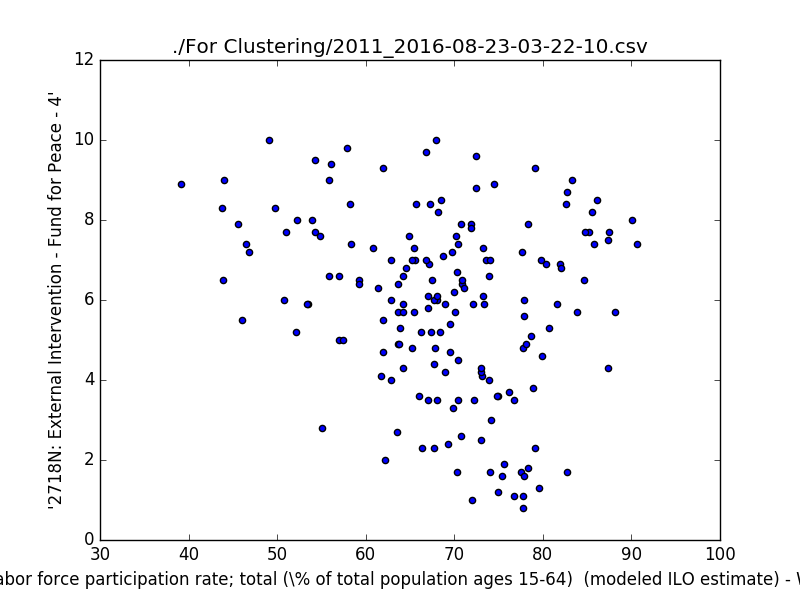 ./For Clustering/2011_2016-08-23-03-22-10.csv
12
10
8
6
4
2
0
'2718N: External Intervention - Fund for Peace - 4'
30 40 50 60 70 80 90 100
abor force participation rate; total (\% of total population ages 15-64) (modeled ILO estimate) -